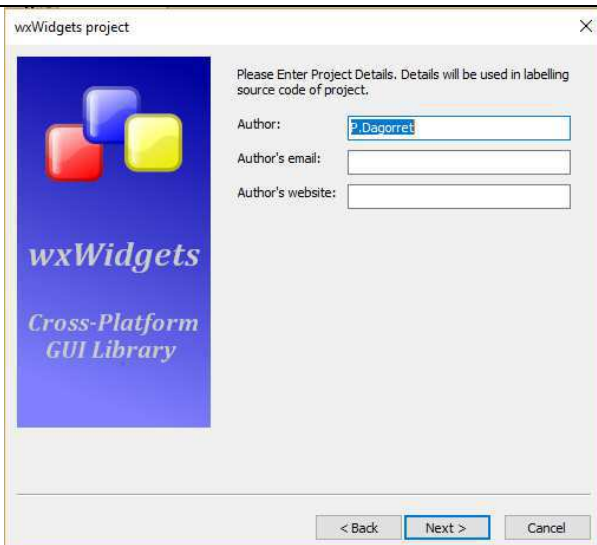 wxWidgets project
Please Enter Project Details. Details will be used in labelling
source code of project.
Author:
P.Dagorret
Author's email:
Author's website:
wxWidgets
Cross-Platform
GUI Library
< Back
Next >
Cancel